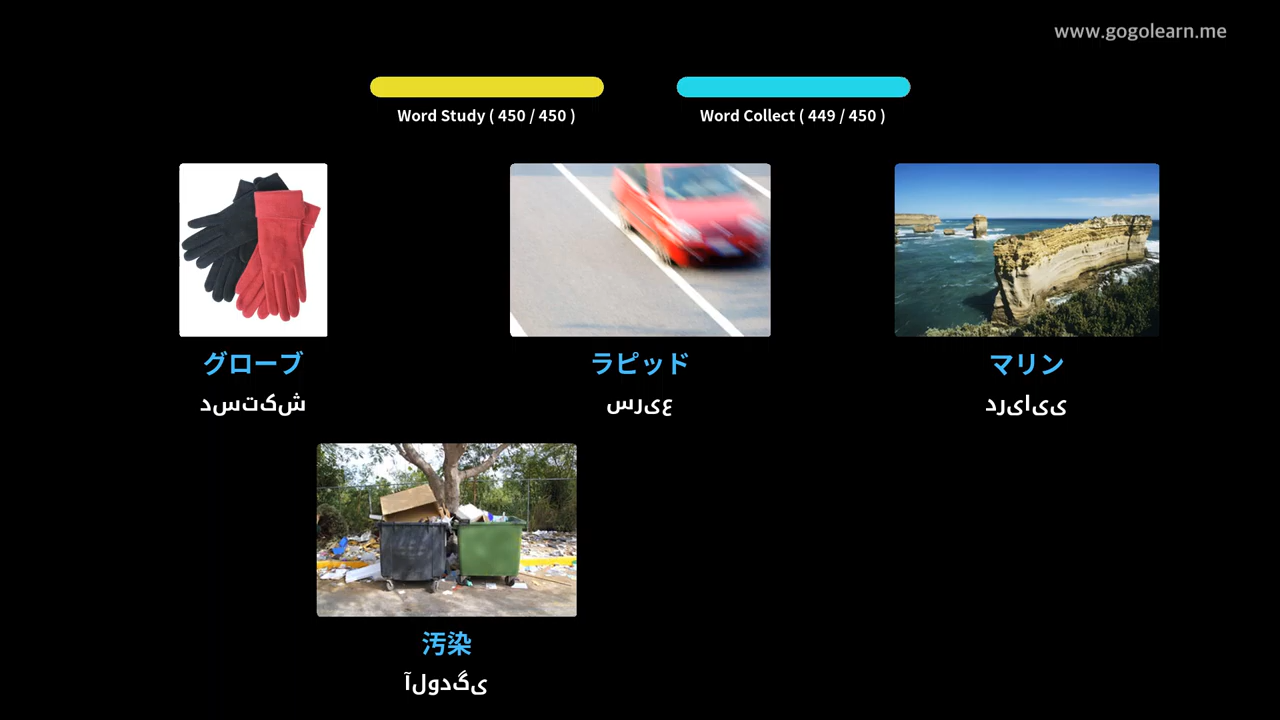 www.gogolearn.me
Word Study ( 450 / 450 )
Word Collect ( 449 / 450 )
グローブ
دستکش
ラピッド
سریع
マリン
دریایی
汚染
آلودگی